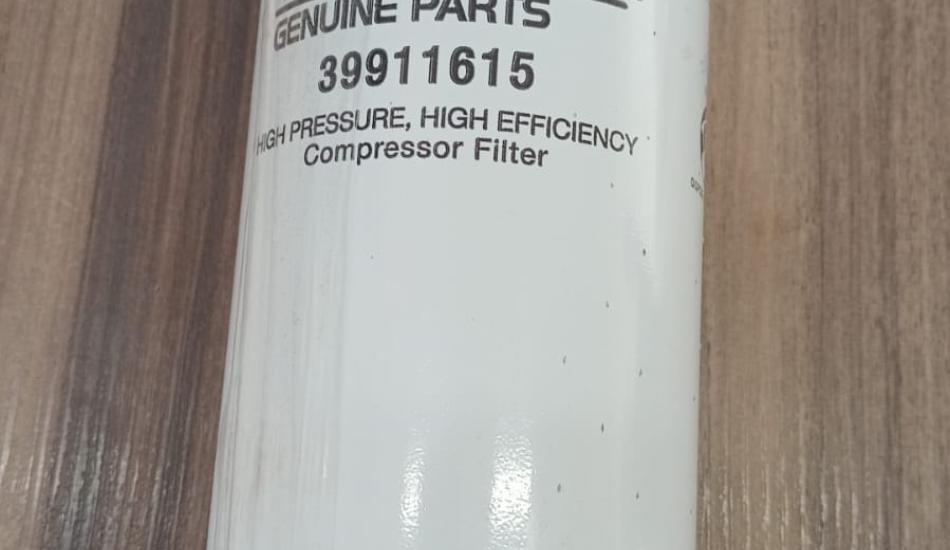 GENUINE PARTS
39911615
HIGH PRESSURE, HIGH EFFICIENCY
Compressor Filter